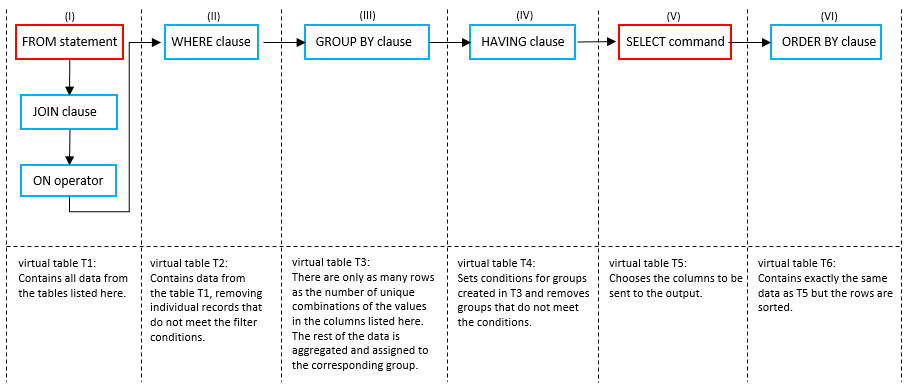 (I)
(II)
(III)
(IV)
(V)
(VI)
FROM statement
WHERE clause
GROUP BY clause
HAVING clause
SELECT command
ORDER BY clause
JOIN clause
ON operator
virtual table T1:
Contains all data from
the tables listed here.
virtual table T2:
Contains data from
the table T1, removing
individual records that
do not meet the filter
conditions.
virtual table T3:
There are only as many rows
as the number of unique
combinations of the values
in the columns listed here.
The rest of the data is
aggregated and assigned to
the corresponding group.
virtual table T4:
Sets conditions for groups
created in T3 and removes
groups that do not meet
the conditions.
virtual table T5:
Chooses the columns to be
sent to the output.
virtual table T6:
Contains exactly the same
data as T5 but the rows are
sorted.